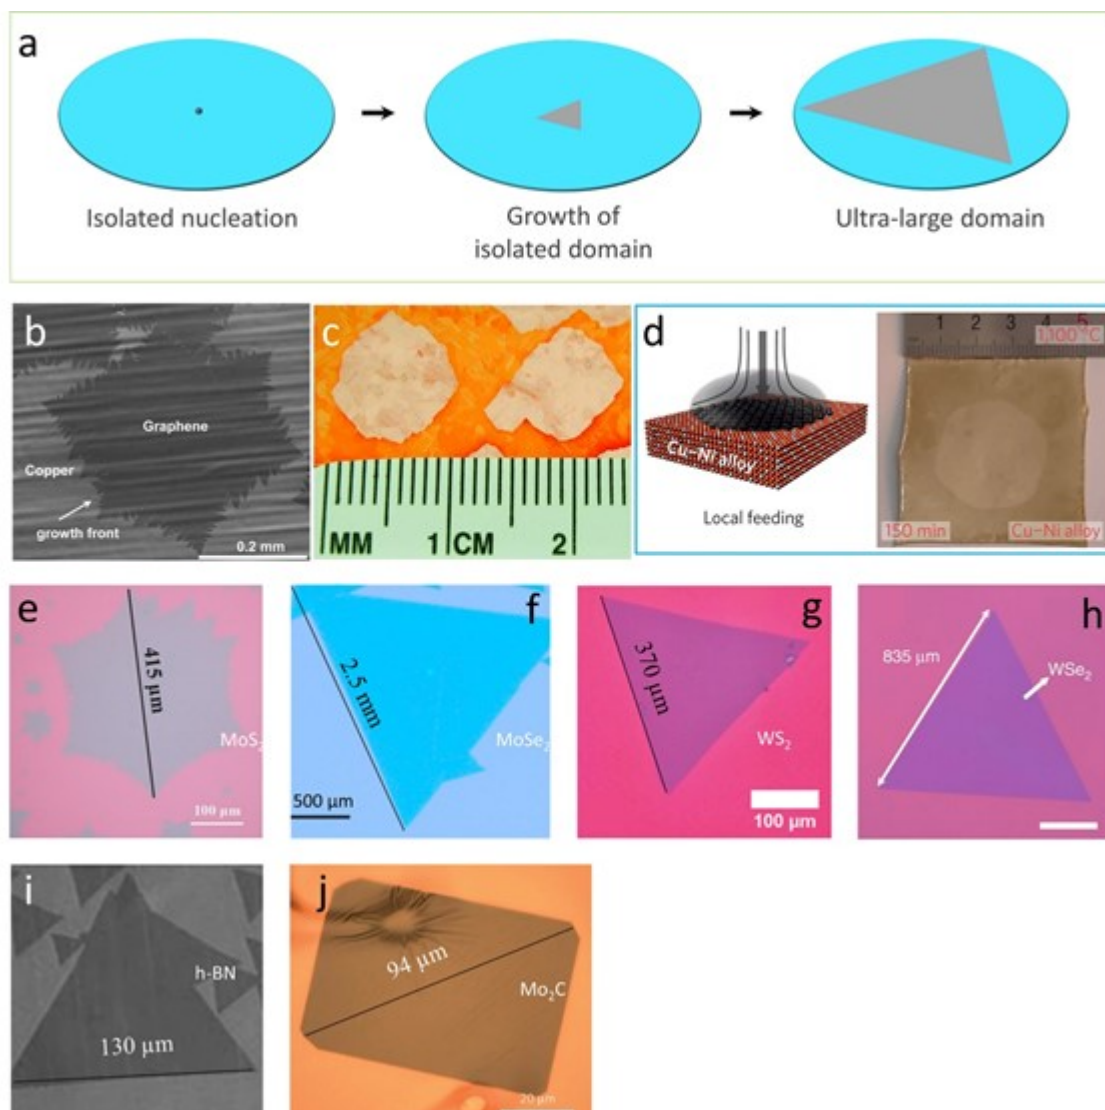 a
Isolated nucleation
Growth of
isolated domain
Ultra-large domain
b
Graphene
Copper
growth front
0.2 mm
c
MM 1 CM 2
d
Cu–Ni alloy
Local feeding
1 2 3 4 5
1,100 °C
150 min
Cu–Ni alloy
e
415 μm
MoS₂
100 μm
f
2.5 mm
MoSe₂
500 μm
g
370 μm
WS₂
100 μm
h
835 μm
WSe₂
i
h-BN
130 μm
j
94 μm
Mo₂C
20 μm